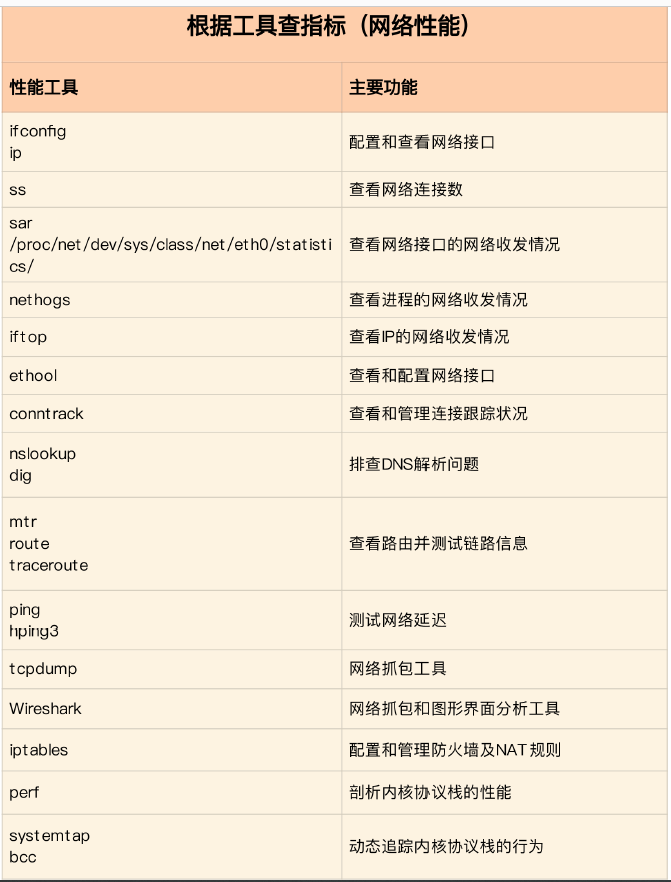 根据工具查指标（网络性能）
性能工具 主要功能
ifconfig
ip
配置和查看网络接口
ss 查看网络连接数
sar
/proc/net/dev/sys/class/net/eth0/statisti
cs/
查看网络接口的网络收发情况
nethogs 查看进程的网络收发情况
iftop 查看IP的网络收发情况
ethool 查看和配置网络接口
conntrack 查看和管理连接跟踪状况
nslookup
dig
排查DNS解析问题
mtr
route
traceroute
查看路由并测试链路信息
ping
hping3
测试网络延迟
tcpdump 网络抓包工具
Wireshark 网络抓包和图形界面分析工具
iptables 配置和管理防火墙及NAT规则
perf 剖析内核协议栈的性能
systemtap
bcc
动态追踪内核协议栈的行为